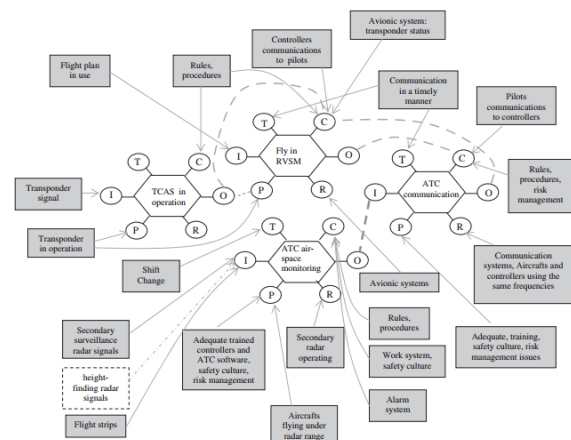 Avionic system:
transponder status
Controllers
communications
to pilots
Flight plan
in use
Rules,
procedures
Communication
in a timely
manner
Pilots
communications
to controllers
T
C
I
Fly in
RVSM
O
P
R
T
C
I
TCAS in
operation
O
P
R
T
C
I
ATC
communication
O
P
R
Rules,
procedures,
risk
management
Transponder
signal
Transponder
in operation
T
C
I
ATC air-
space
monitoring
O
P
R
Shift
Change
Avionic systems
Communication
systems, Aircrafts
and controllers
using the same
frequencies
Secondary
surveillance
radar signals
Adequate trained
controllers and
ATC software,
safety culture,
risk management
Secondary
radar
operating
Rules,
procedures
Adequate, training,
safety culture, risk
management issues
Work system,
safety culture
height-
finding radar
signals
Alarm
system
Flight strips
Aircrafts
flying under
radar range